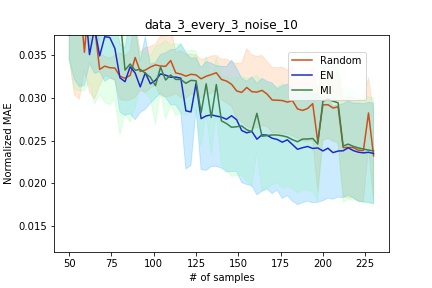 data_3_every_3_noise_10
Normalized MAE
0.035
0.030
0.025
0.020
0.015
Random
EN
MI
50 75 100 125 150 175 200 225
# of samples